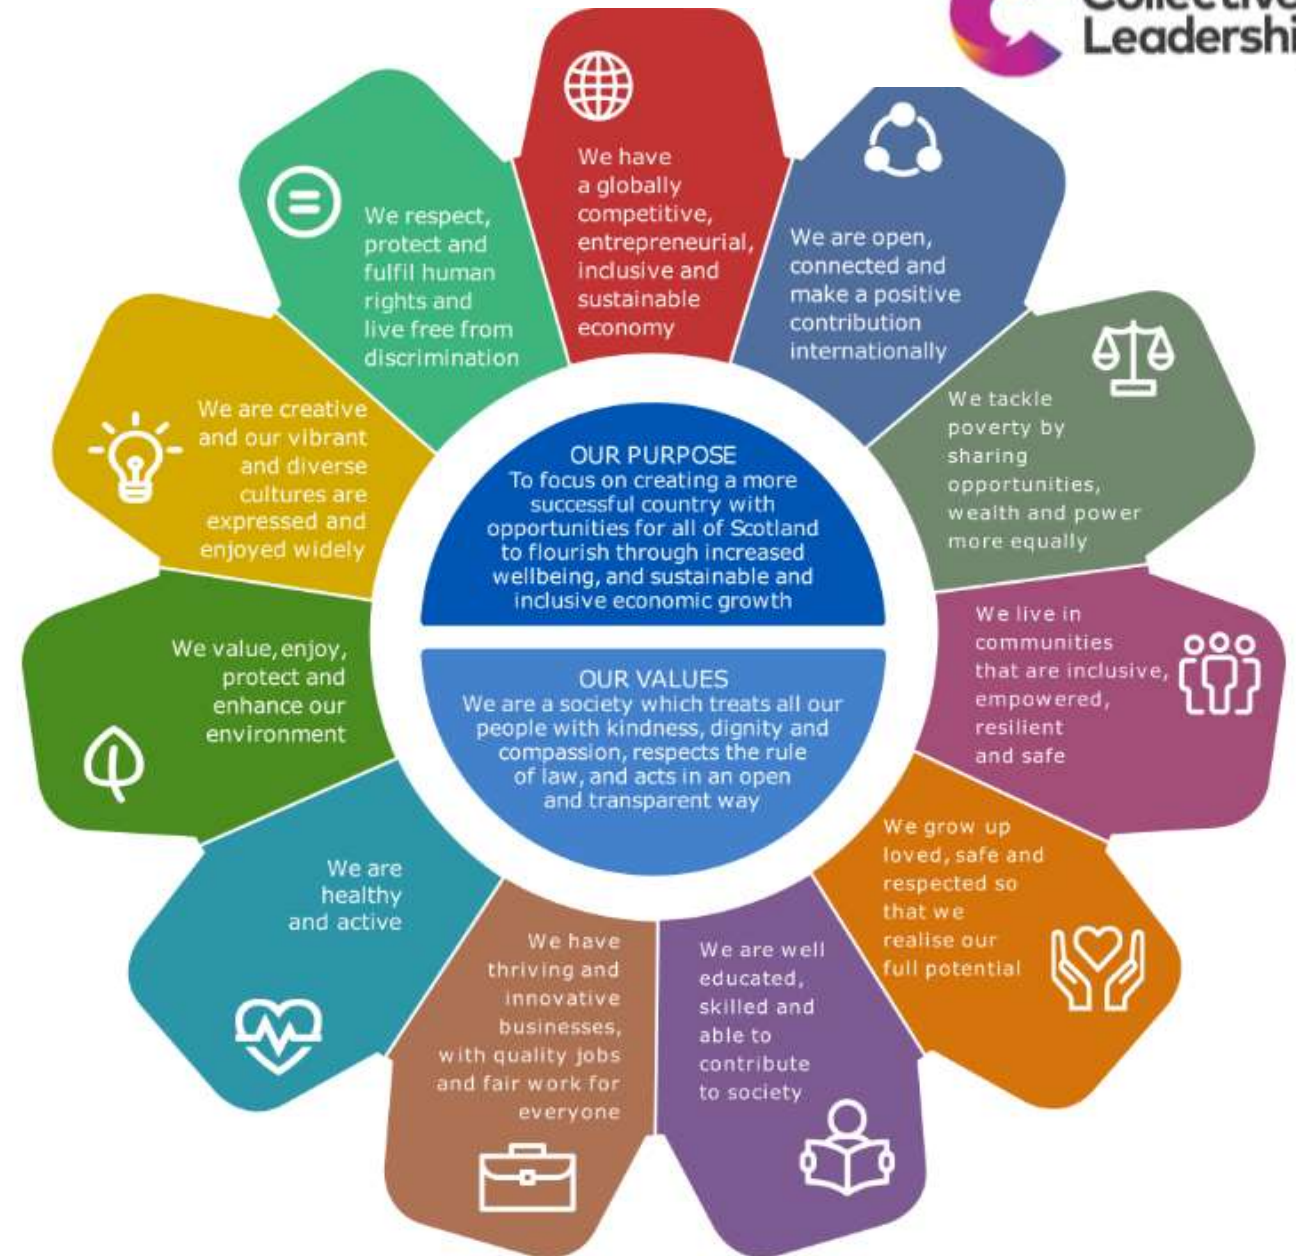 Leadershi
We have
a globally
competitive,
entrepreneurial,
inclusive and
sustainable
economy
We are open,
connected and
make a positive
contribution
internationally
We tackle
poverty by
sharing
opportunities,
wealth and power
more equally
We live in
communities
that are inclusive,
empowered,
resilient
and safe
We grow up
loved, safe and
respected so
that we
realise our
full potential
We are well
educated,
skilled and
able to
contribute
to society
We have
thriving and
innovative
businesses,
with quality jobs
and fair work for
everyone
We are
healthy
and active
We value, enjoy,
protect and
enhance our
environment
We are creative
and our vibrant
and diverse
cultures are
expressed and
enjoyed widely
We respect,
protect and
fulfil human
rights and
live free from
discrimination
OUR PURPOSE
To focus on creating a more
successful country with
opportunities for all of Scotland
to flourish through increased
wellbeing, and sustainable and
inclusive economic growth
OUR VALUES
We are a society which treats all our
people with kindness, dignity and
compassion, respects the rule
of law, and acts in an open
and transparent way